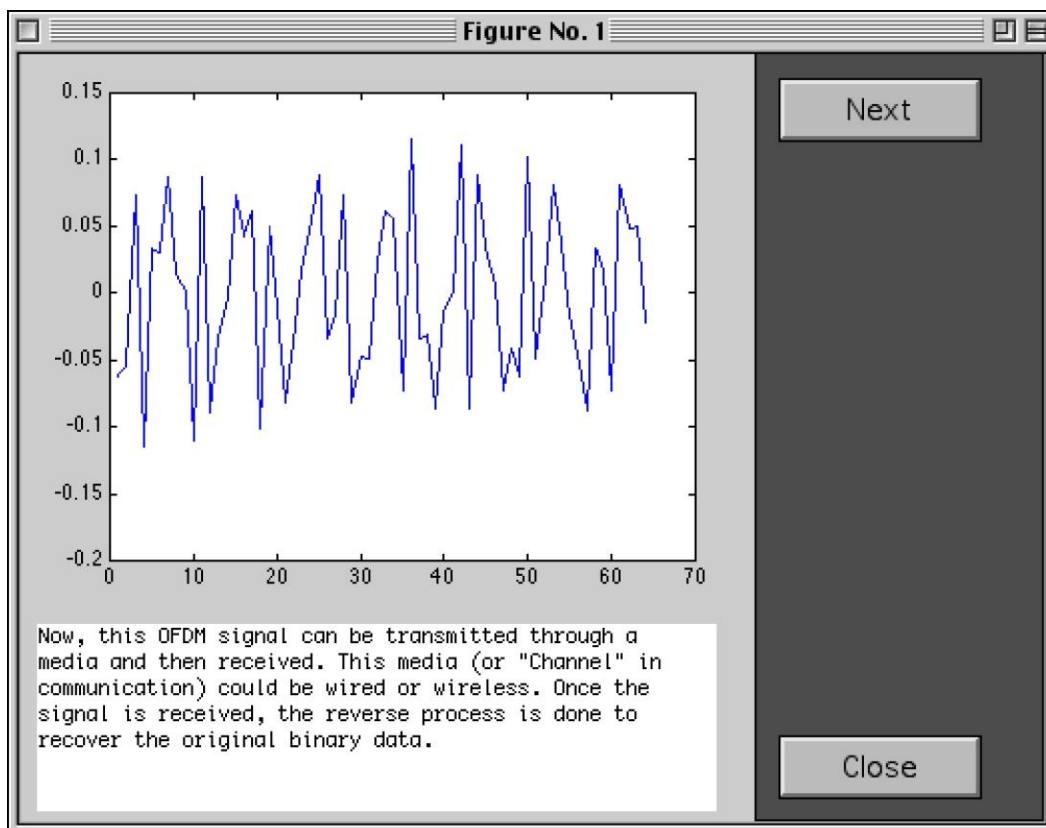 Figure No. 1
Next
0.15
0.1
0.05
0
-0.05
-0.1
-0.15
-0.2
0 10 20 30 40 50 60 70
Now, this OFDM signal can be transmitted through a
media and then received. This media (or "Channel" in
communication) could be wired or wireless. Once the
signal is received, the reverse process is done to
recover the original binary data.
Close